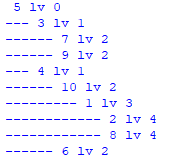 5 lv 0
--- 3 lv 1
------ 7 lv 2
------ 9 lv 2
--- 4 lv 1
------ 10 lv 2
--------- 1 lv 3
------------ 2 lv 4
------------ 8 lv 4
------ 6 lv 2